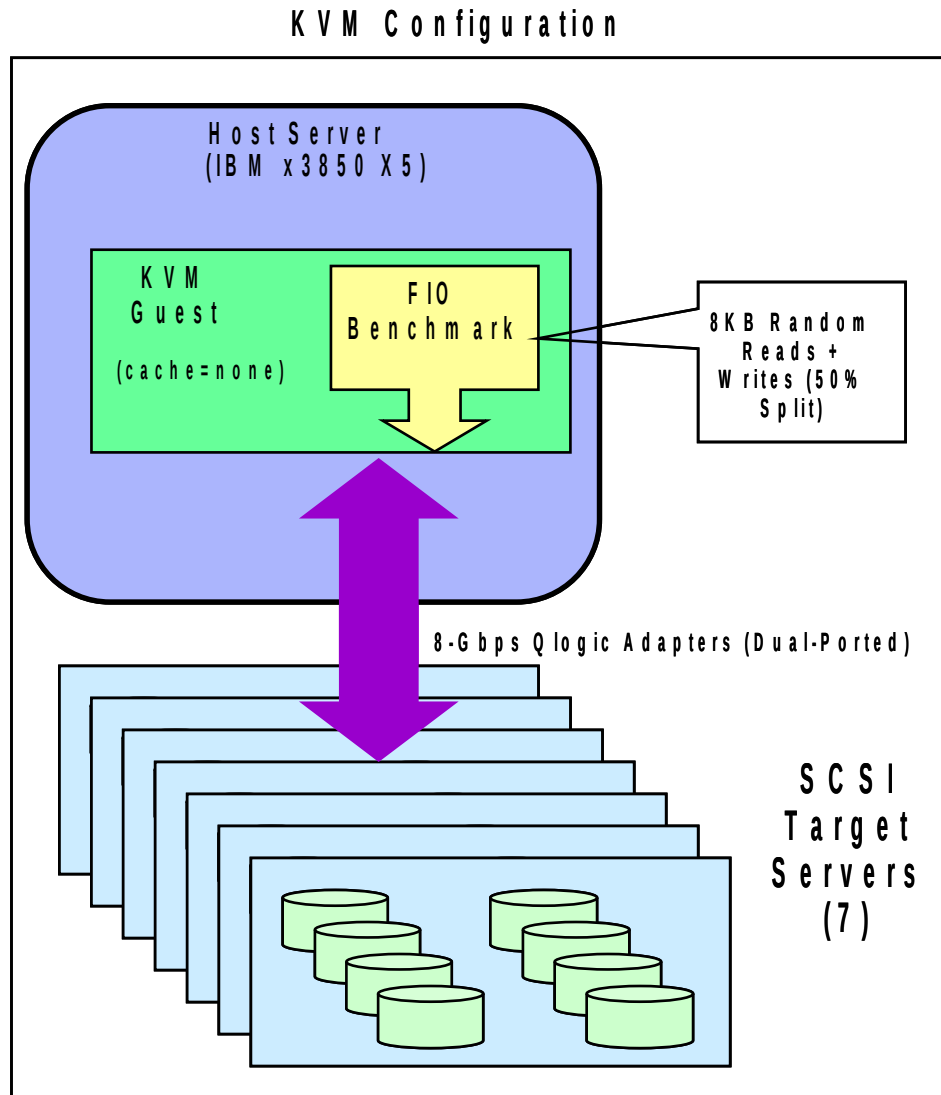 KVM Configuration
Host Server
(IBM x3850 X5)
KVM
Guest
(cache=none)
FIO
Benchmark
8KB Random
Reads +
Writes (50%
Split)
8-Gbps Qlogic Adapters (Dual-Ported)
SCSI
Target
Servers
(7)